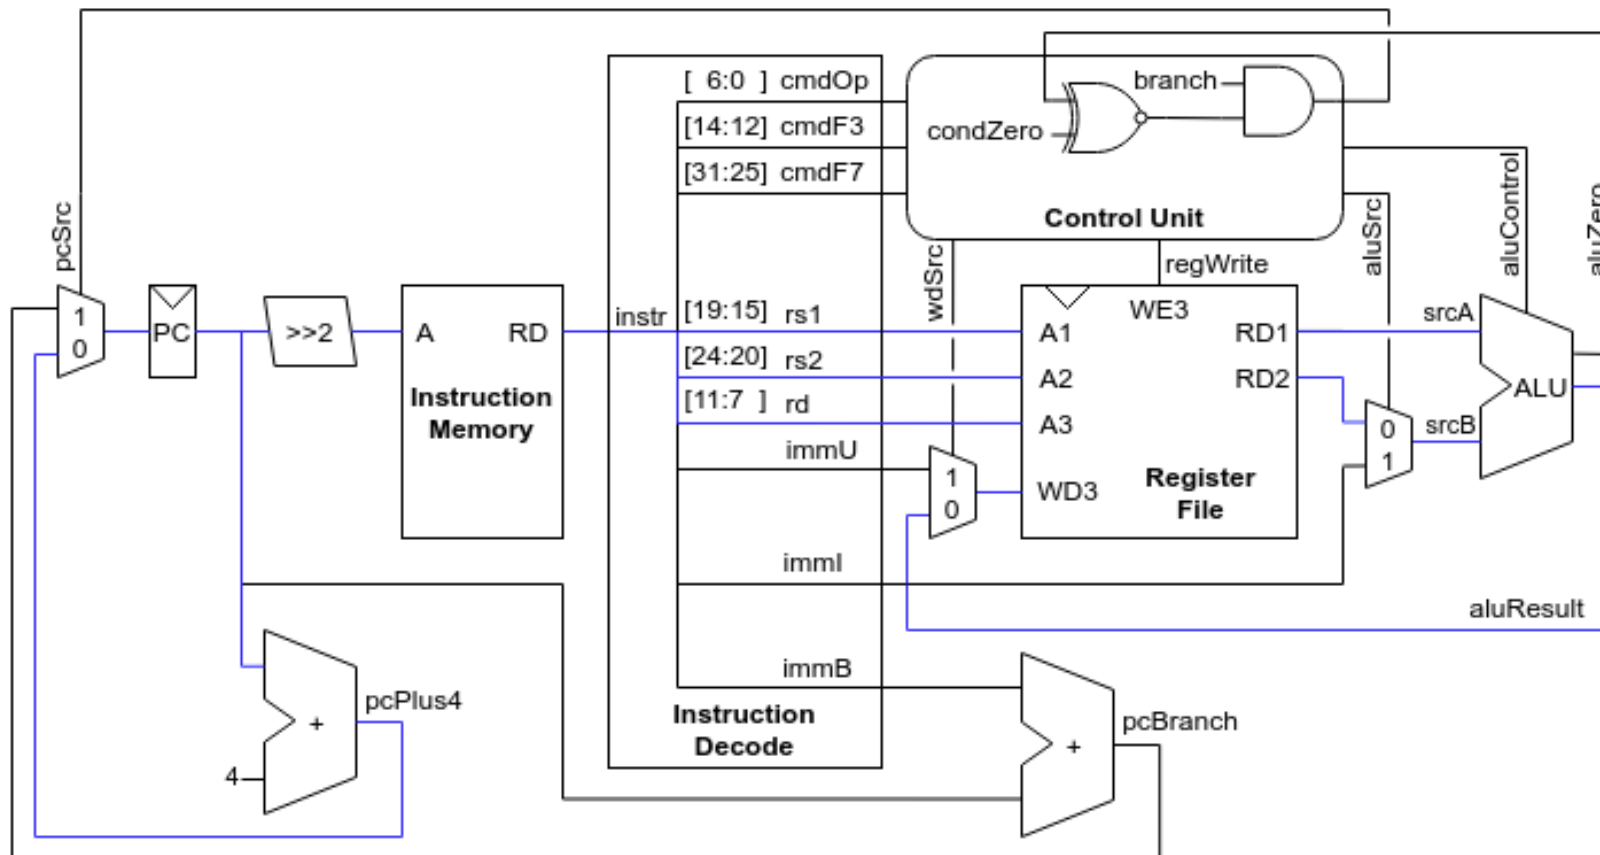 [ 6:0 ] cmdOp
branch
[14:12] cmdF3
condZero
[31:25] cmdF7
Control Unit
pcSrc
wdSrc
regWrite
aluSrc
aluControl
aluZero
1
0
PC
>>2
A
RD
Instruction
Memory
instr
[19:15] rs1
[24:20] rs2
[11:7 ] rd
immU
1
0
A1
A2
A3
WD3
WE3
RD1
RD2
Register
File
srcA
srcB
0
1
ALU
immI
aluResult
immB
Instruction
Decode
pcPlus4
+
4
pcBranch
+